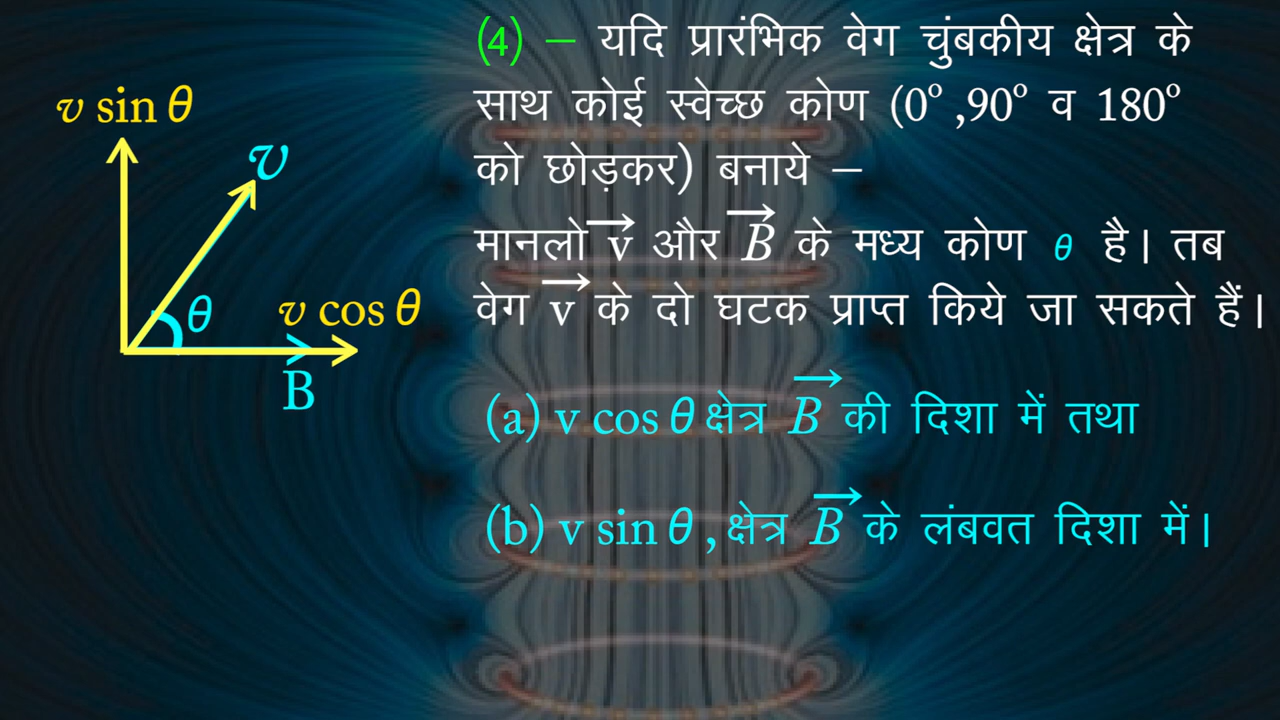 (4) – यदि प्रारंभिक वेग चुंबकीय क्षेत्र के
साथ कोई स्वेच्छ कोण (0° ,90° व 180°
को छोड़कर) बनाये –
मानलो v और B के मध्य कोण θ है। तब
वेग v के दो घटक प्राप्त किये जा सकते हैं।
(a) v cos θ क्षेत्र B की दिशा में तथा
(b) v sin θ , क्षेत्र B के लंबवत दिशा में।
v sin θ
v
θ
v cos θ
B